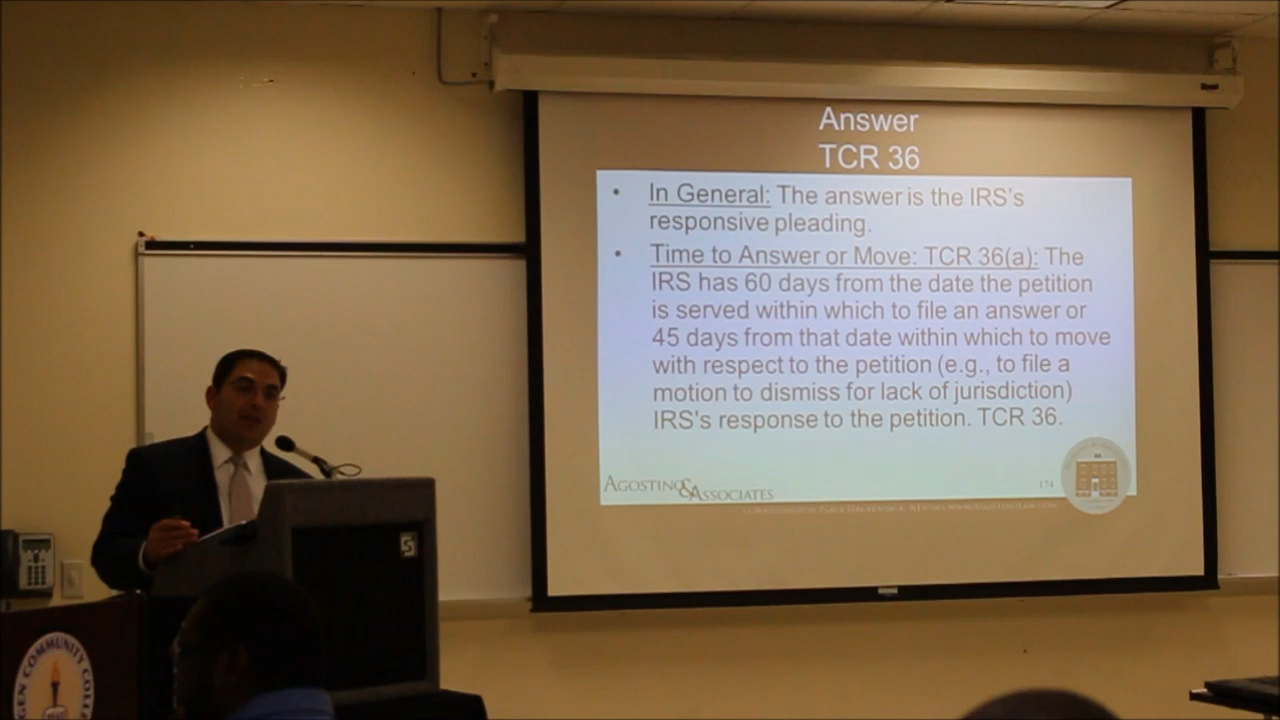 Answer
TCR 36
• In General: The answer is the IRS's
responsive pleading.
• Time to Answer or Move: TCR 36(a): The
IRS has 60 days from the date the petition
is served within which to file an answer or
45 days from that date within which to move
with respect to the petition (e.g., to file a
motion to dismiss for lack of jurisdiction)
IRS's response to the petition. TCR 36.
AGOSTINO&ASSOCIATES
174
GEN COMMUNITY COLL